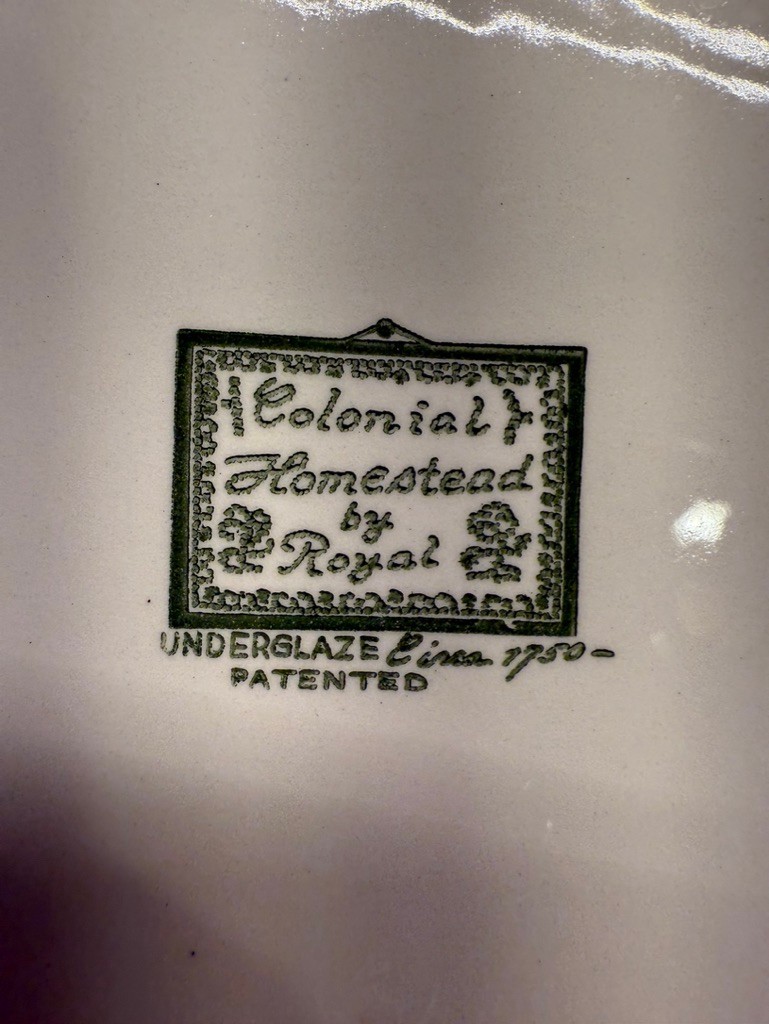 Colonial
Homestead
by
Royal
UNDERGLAZE Circa 1750-
PATENTED